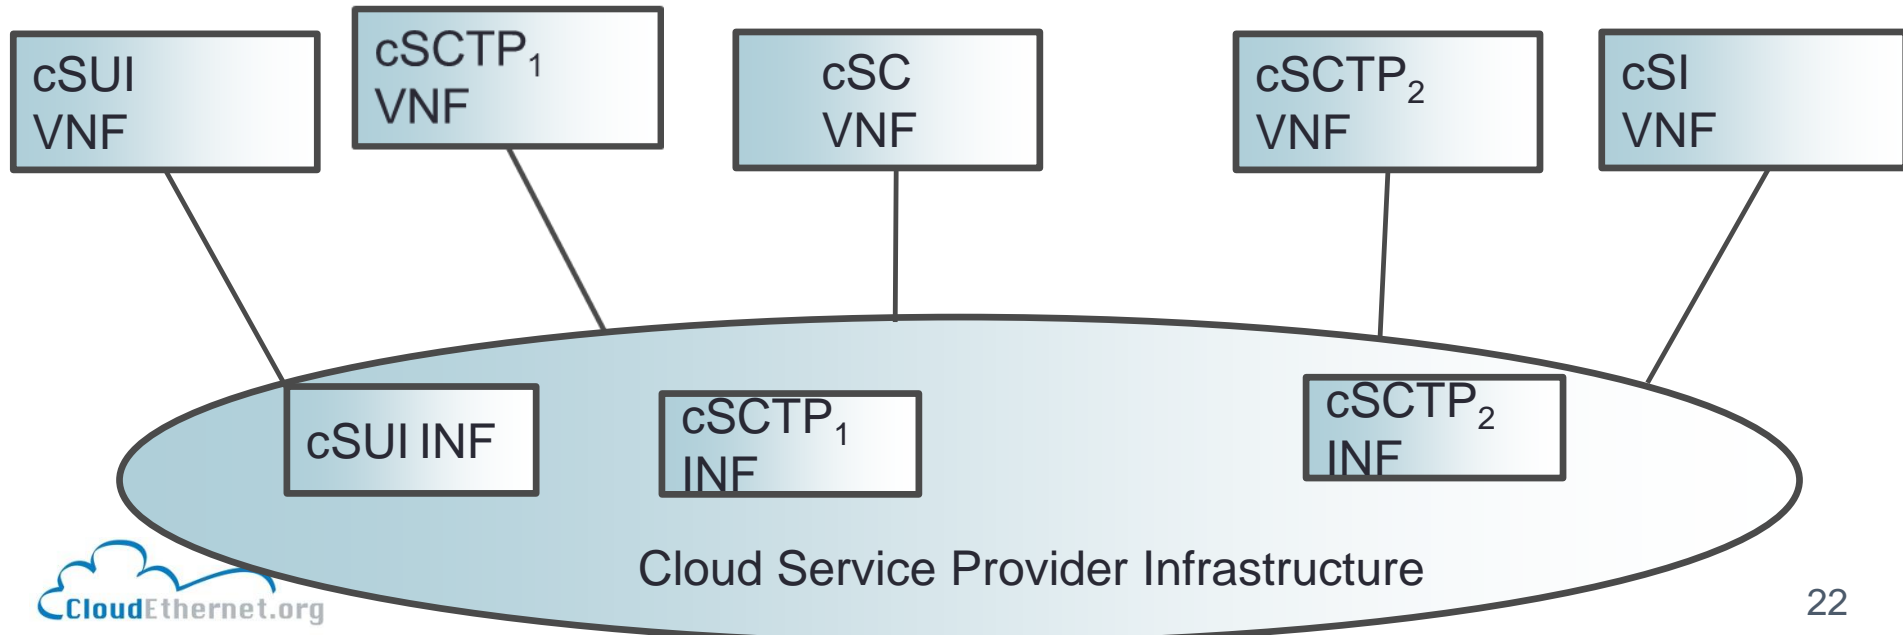 cSUI
VNF
cSCTP₁
VNF
cSC
VNF
cSCTP₂
VNF
cSI
VNF
cSUI INF
cSCTP₁
INF
cSCTP₂
INF
Cloud Service Provider Infrastructure
CloudEthernet.org
22